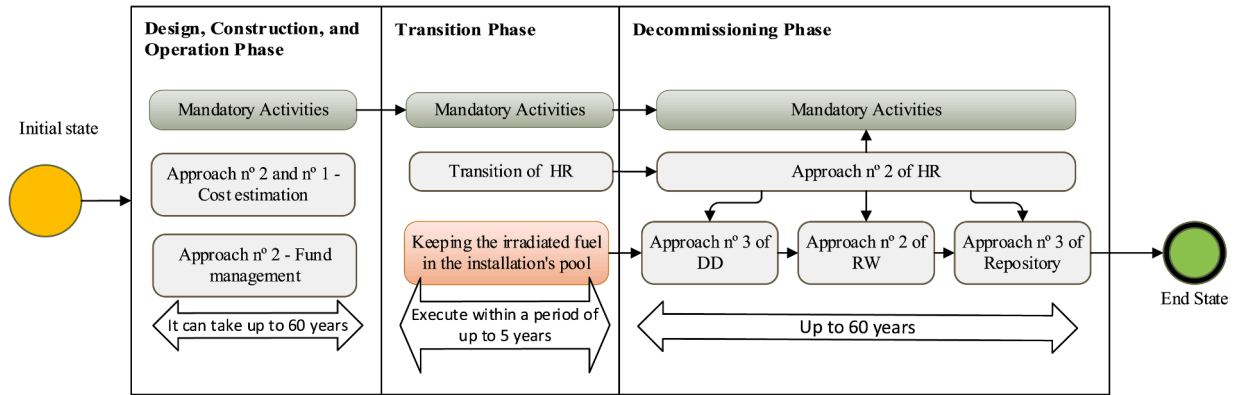 Design, Construction, and
Operation Phase
Transition Phase
Decommissioning Phase
Initial state
Mandatory Activities
Mandatory Activities
Mandatory Activities
Approach nº 2 and nº 1 -
Cost estimation
Transition of HR
Approach nº 2 of HR
Approach nº 2 - Fund
management
Keeping the irradiated fuel
in the installation's pool
Approach nº 3 of
DD
Approach nº 2 of
RW
Approach nº 3 of
Repository
End State
It can take up to 60 years
Execute within a period of
up to 5 years
Up to 60 years